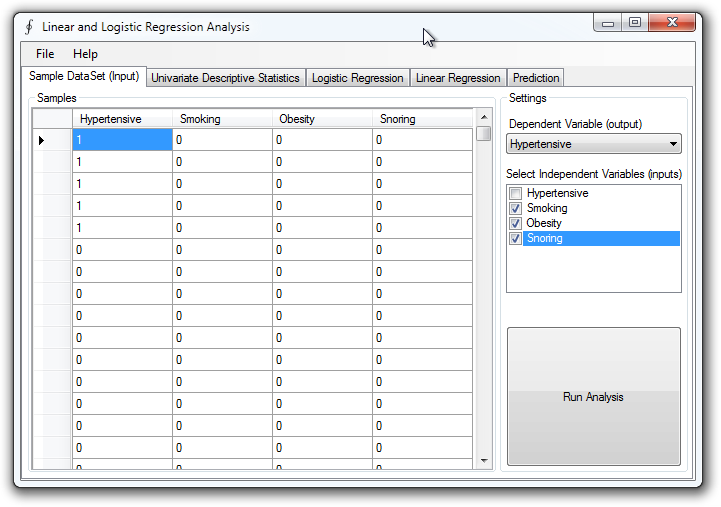 Linear and Logistic Regression Analysis
File Help
Sample DataSet (Input) Univariate Descriptive Statistics Logistic Regression Linear Regression Prediction
Samples
Hypertensive Smoking Obesity Snoring
1 0 0 0
1 0 0 0
1 0 0 0
1 0 0 0
1 0 0 0
0 0 0 0
0 0 0 0
0 0 0 0
0 0 0 0
0 0 0 0
0 0 0 0
0 0 0 0
0 0 0 0
0 0 0 0
0 0 0 0
0 0 0 0
Settings
Dependent Variable (output)
Hypertensive
Select Independent Variables (inputs)
Hypertensive
Smoking
Obesity
Snoring
Run Analysis